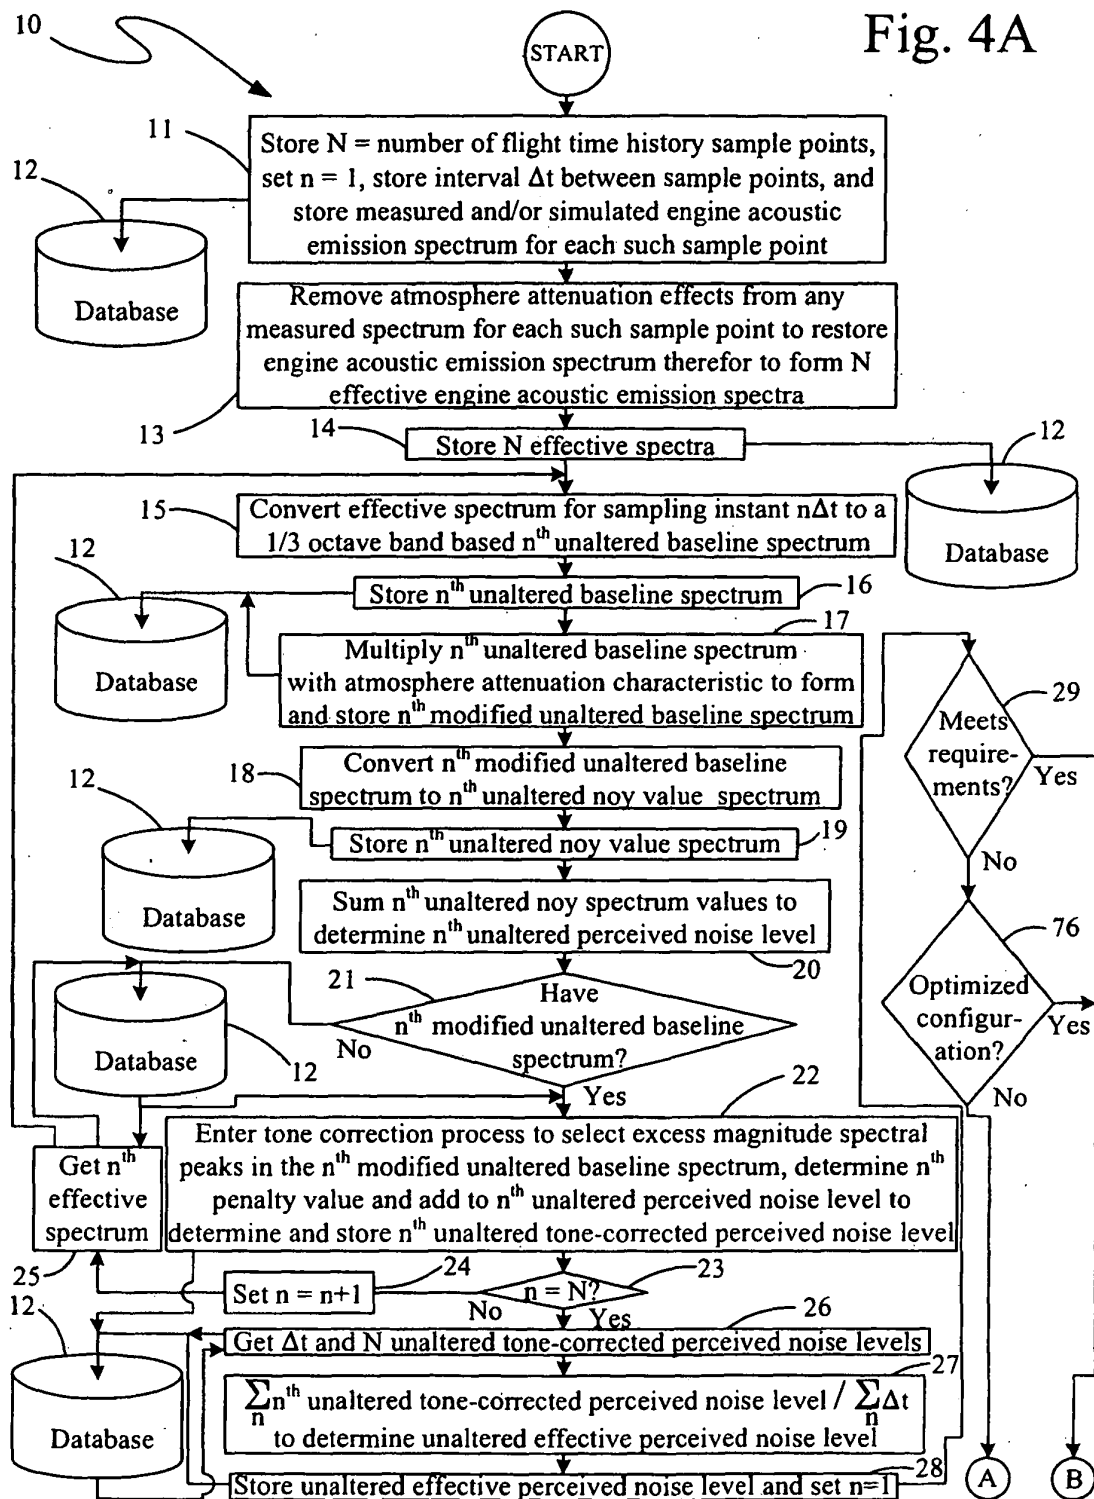 10
START
Fig. 4A
11
Store N = number of flight time history sample points,
set n = 1, store interval Δt between sample points, and
store measured and/or simulated engine acoustic
emission spectrum for each such sample point
12
Database
Remove atmosphere attenuation effects from any
measured spectrum for each such sample point to restore
engine acoustic emission spectrum therefor to form N
effective engine acoustic emission spectra
13
14
Store N effective spectra
12
Database
15
Convert effective spectrum for sampling instant nΔt to a
1/3 octave band based nth unaltered baseline spectrum
12
Database
Store nth unaltered baseline spectrum
16
17
Multiply nth unaltered baseline spectrum
with atmosphere attenuation characteristic to form
and store nth modified unaltered baseline spectrum
29
Meets
require-
ments?
Yes
No
18
Convert nth modified unaltered baseline
spectrum to nth unaltered noy value spectrum
12
Database
Store nth unaltered noy value spectrum
19
Sum nth unaltered noy spectrum values to
determine nth unaltered perceived noise level
20
76
Optimized
configur-
ation?
Yes
No
21
Have
nth modified unaltered baseline
spectrum?
No
Yes
Database
12
22
Enter tone correction process to select excess magnitude spectral
peaks in the nth modified unaltered baseline spectrum, determine nth
penalty value and add to nth unaltered perceived noise level to
determine and store nth unaltered tone-corrected perceived noise level
Get nth
effective
spectrum
25
24
Set n = n+1
n = N?
23
No
Yes
12
Database
26
Get Δt and N unaltered tone-corrected perceived noise levels
27
∑n nth unaltered tone-corrected perceived noise level / ∑n Δt
to determine unaltered effective perceived noise level
28
Store unaltered effective perceived noise level and set n=1
A
B